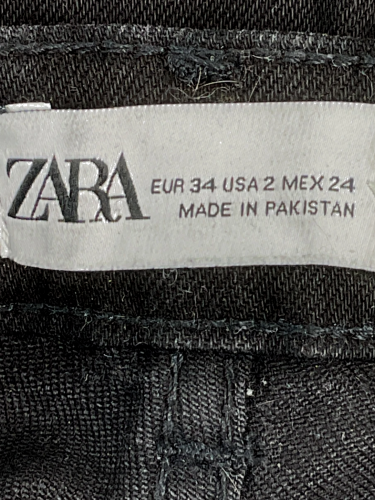 ZARA
EUR 34 USA 2 MEX 24
MADE IN PAKISTAN